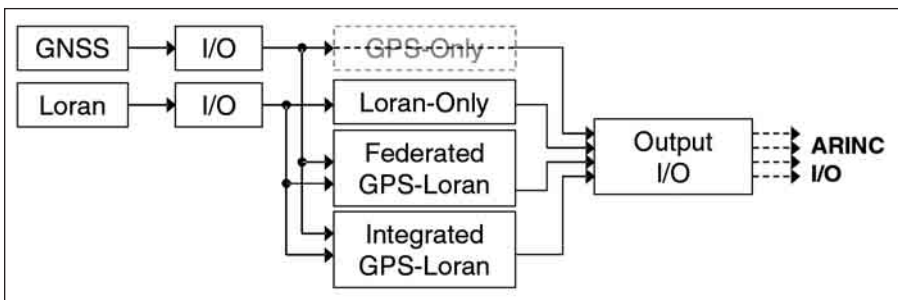 GNSS
I/O
GPS-Only
Loran
I/O
Loran-Only
Federated
GPS-Loran
Integrated
GPS-Loran
Output
I/O
ARINC
I/O